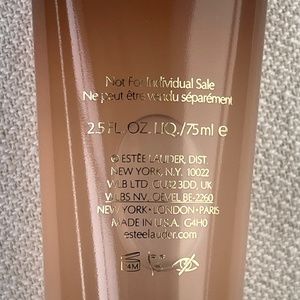 Not For Individual Sale
Ne peut être vendu séparément
2.5 FL. OZ. LIQ./75 ml e
© ESTÉE LAUDER, DIST.
NEW YORK, N.Y. 10022
WLB LTD. GU32 3DD, UK
WLBS NV. OEVEL BE-2260
NEW YORK • LONDON • PARIS
MADE IN U.S.A. G4H0
esteelauder.com